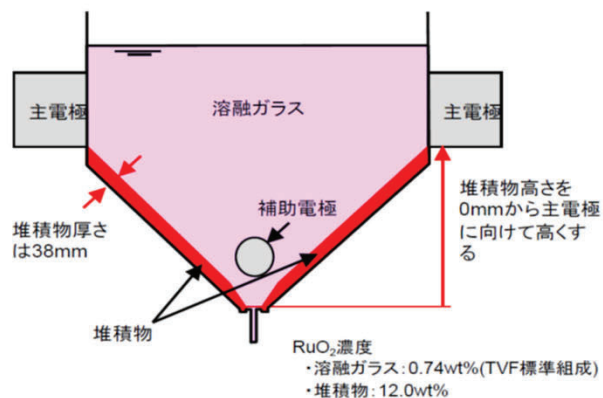 主電極
溶融ガラス
主電極
堆積物厚さ
は38mm
補助電極
堆積物高さを
0mmから主電極
に向けて高くす
る
堆積物
RuO₂濃度
・溶融ガラス:0.74wt%(TVF標準組成)
・堆積物:12.0wt%